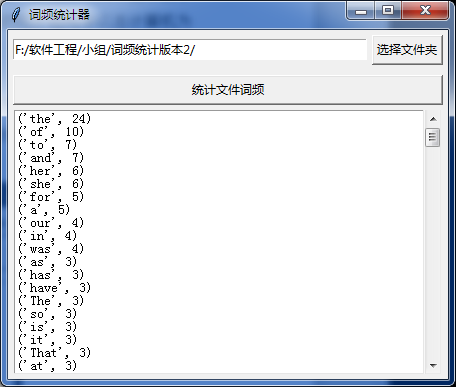 词频统计器
F:/软件工程/小组/词频统计版本2/
选择文件夹
统计文件词频
('the', 24)
('of', 10)
('to', 7)
('and', 7)
('her', 6)
('she', 6)
('for', 5)
('a', 5)
('our', 4)
('in', 4)
('was', 4)
('as', 3)
('has', 3)
('have', 3)
('The', 3)
('so', 3)
('is', 3)
('it', 3)
('That', 3)
('at', 3)